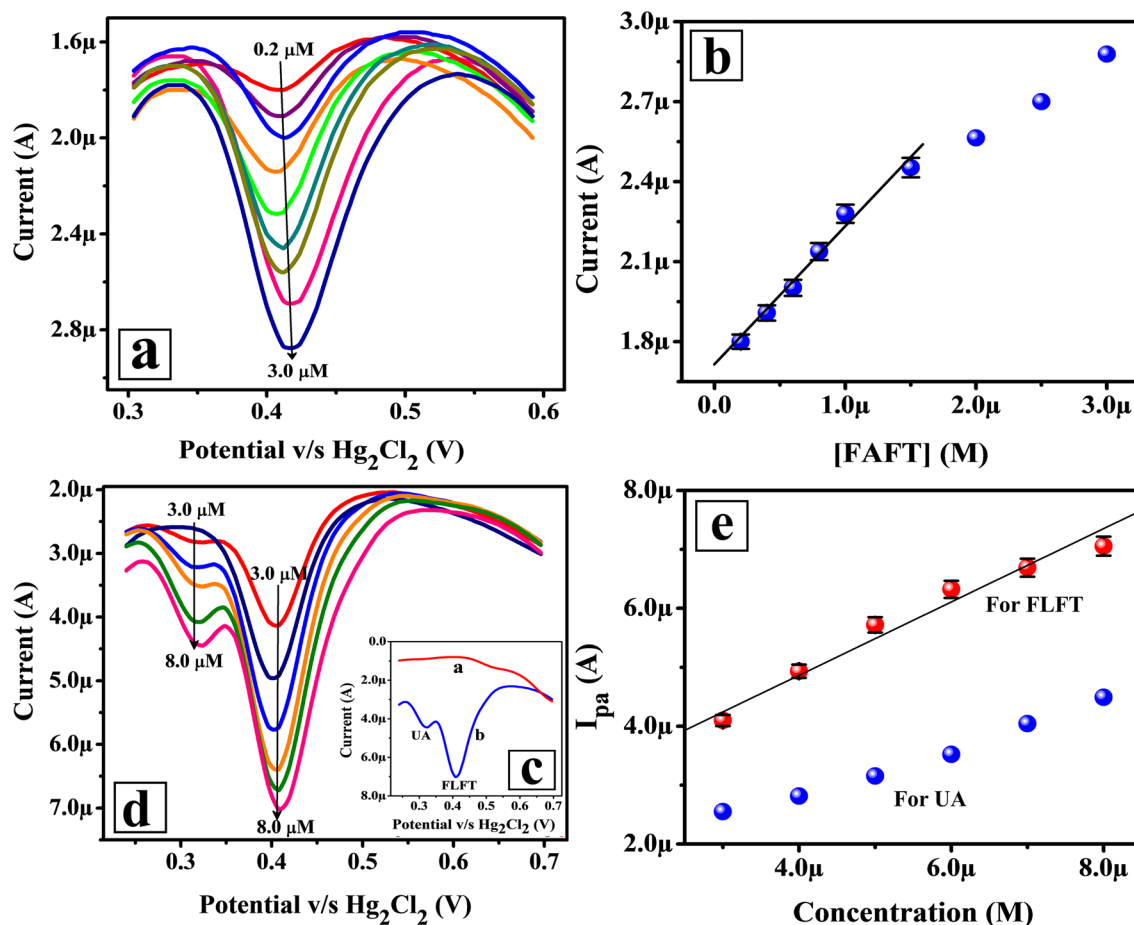 1.6μ
2.0μ
2.4μ
2.8μ
Current (A)
0.2 μM
3.0 μM
a
0.3 0.4 0.5 0.6
Potential v/s Hg₂Cl₂ (V)
3.0μ
2.7μ
2.4μ
2.1μ
1.8μ
Current (A)
b
0.0 1.0μ 2.0μ 3.0μ
[FAFT] (M)
2.0μ
3.0μ
4.0μ
5.0μ
6.0μ
7.0μ
Current (A)
3.0 μM
3.0 μM
8.0 μM
8.0 μM
d
0.3 0.4 0.5 0.6 0.7
Potential v/s Hg₂Cl₂ (V)
0.0
2.0μ
4.0μ
6.0μ
8.0μ
Current (A)
a
UA
b
FLFT
c
0.3 0.4 0.5 0.6 0.7
Potential v/s Hg₂Cl₂ (V)
8.0μ
6.0μ
4.0μ
2.0μ
Iₚₐ (A)
e
For FLFT
For UA
4.0μ 6.0μ 8.0μ
Concentration (M)